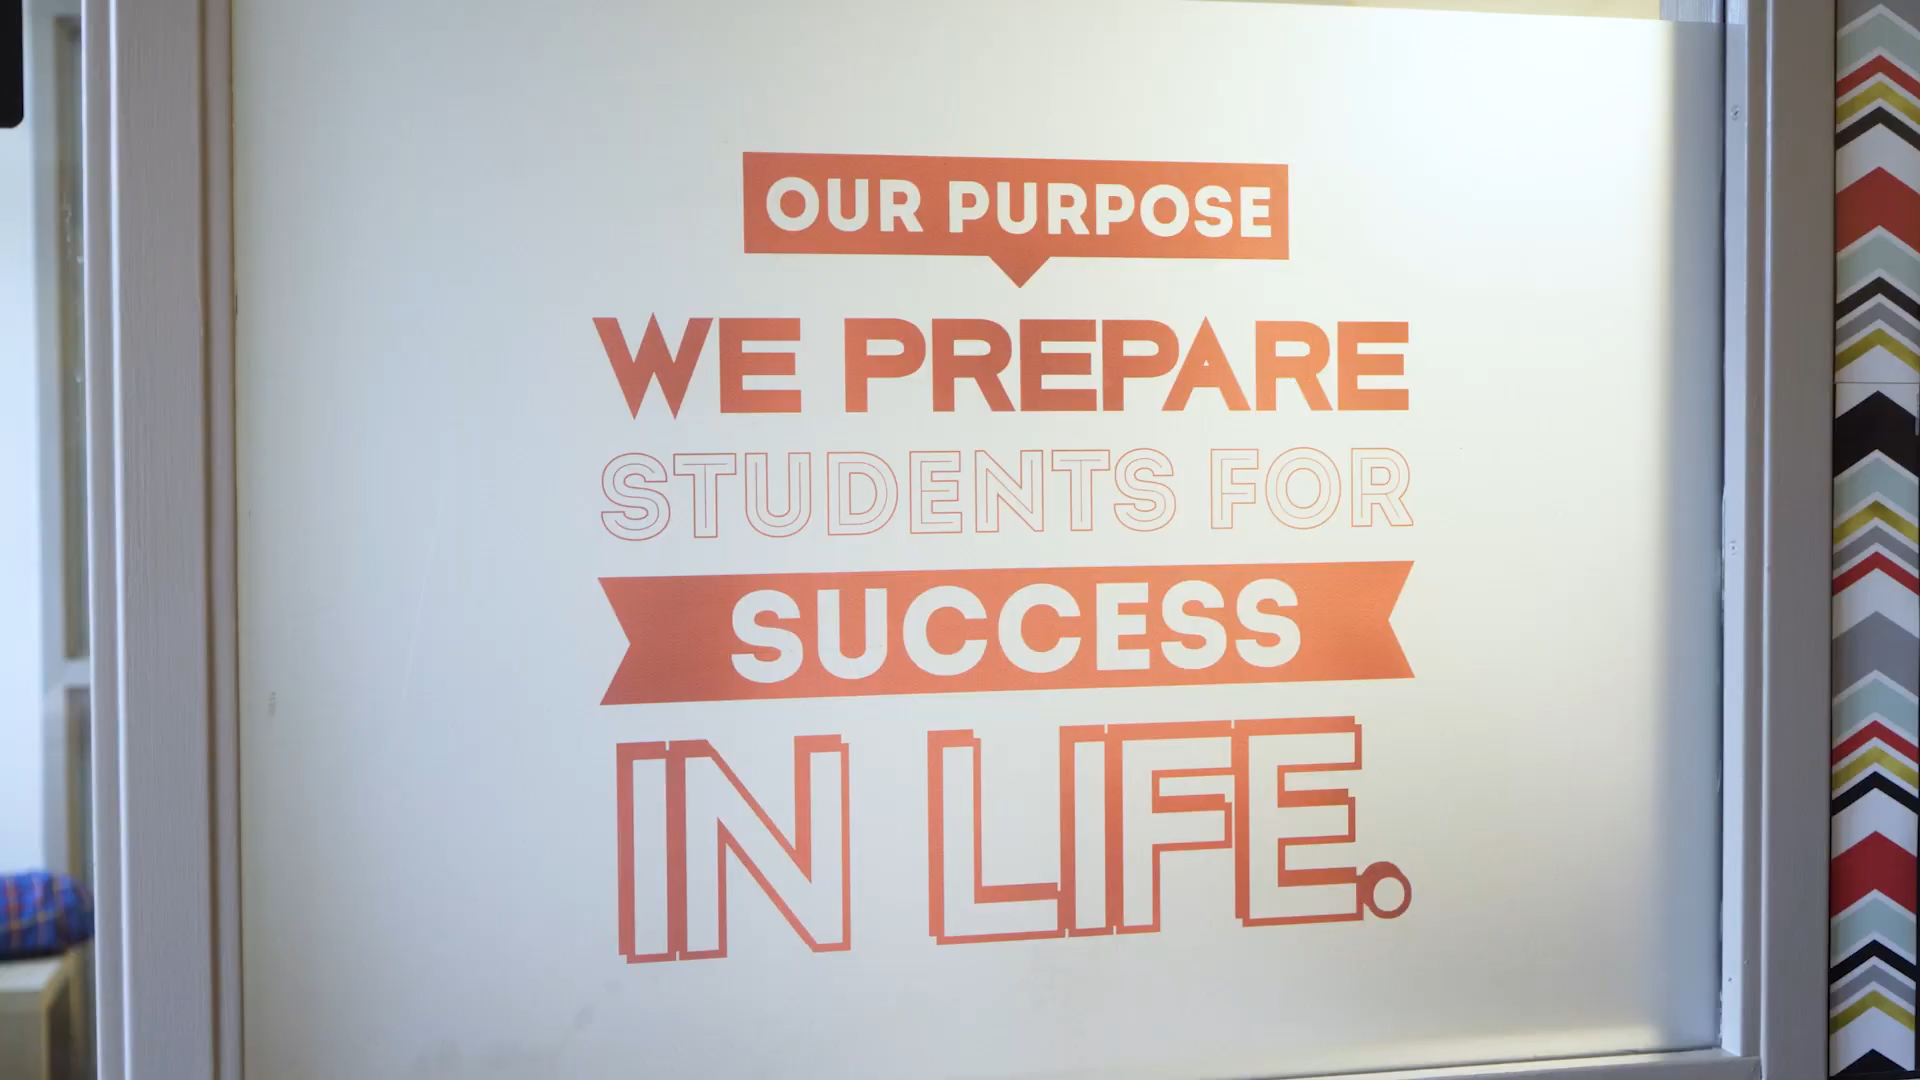 OUR PURPOSE
WE PREPARE
STUDENTS FOR
SUCCESS
IN LIFE.